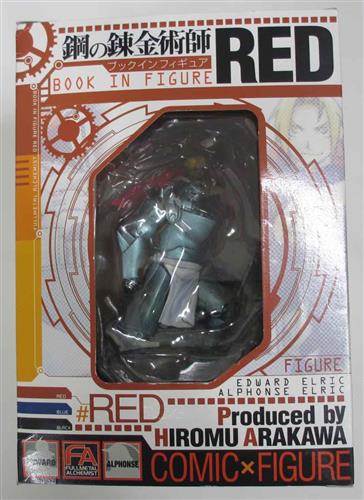 鋼の錬金術師
ブックインフィギュア
BOOK IN FIGURE
RED
FIGURE
EDWARD ELRIC
ALPHONSE ELRIC
RED
BLUE
BLACK
#RED
Produced by
HIROMU ARAKAWA
EDWARD
FA
FULLMETAL
ALCHEMIST
ALPHONSE
COMIC×FIGURE